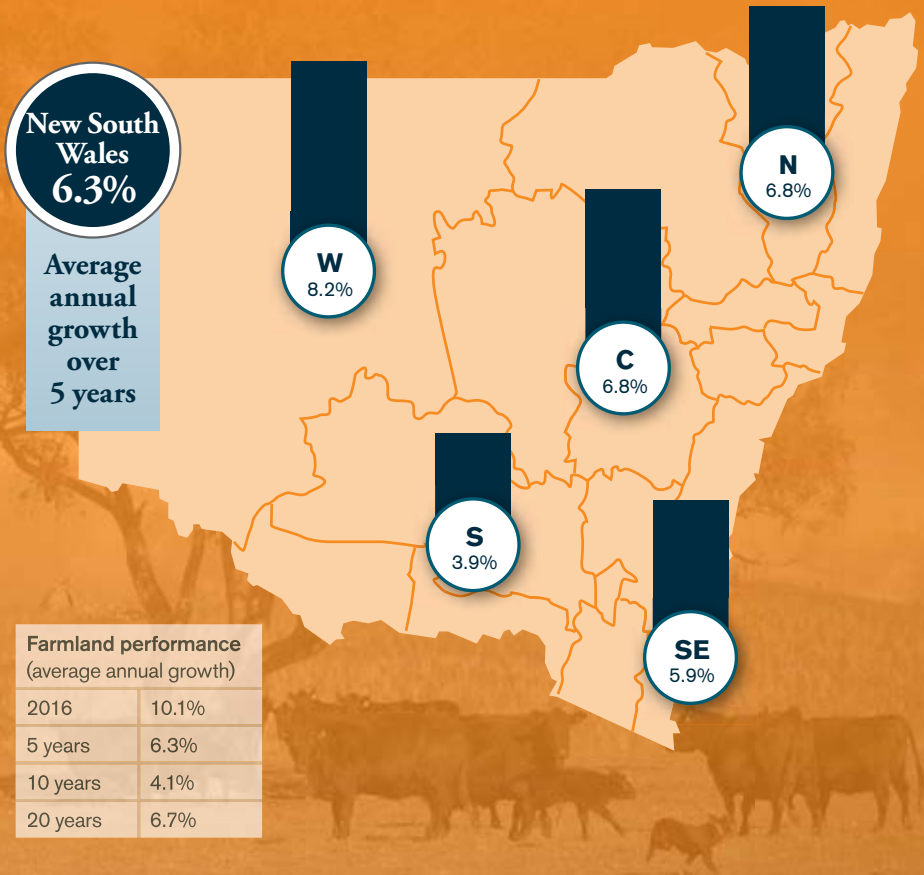 New South
Wales
6.3%
Average
annual
growth
over
5 years
W
8.2%
N
6.8%
C
6.8%
S
3.9%
SE
5.9%
Farmland performance
(average annual growth)
2016 10.1%
5 years 6.3%
10 years 4.1%
20 years 6.7%